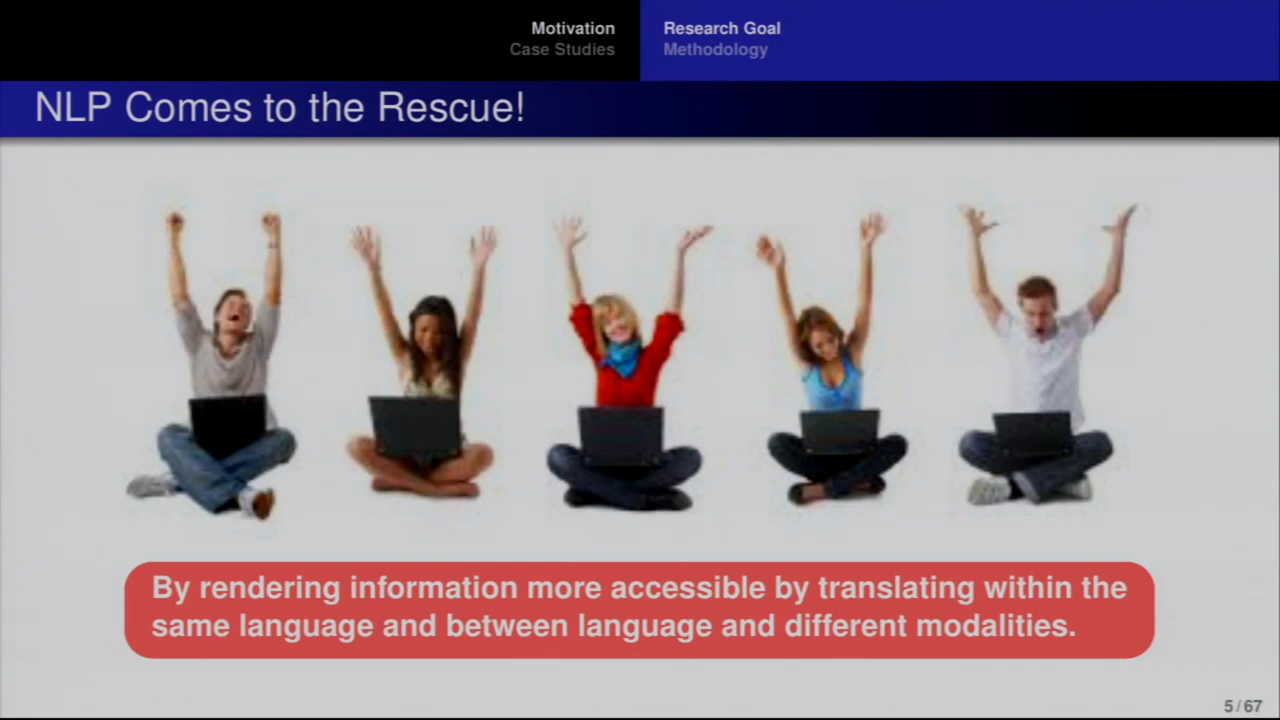 Motivation
Case Studies
Research Goal
Methodology
NLP Comes to the Rescue!
By rendering information more accessible by translating within the
same language and between language and different modalities.
5 / 67